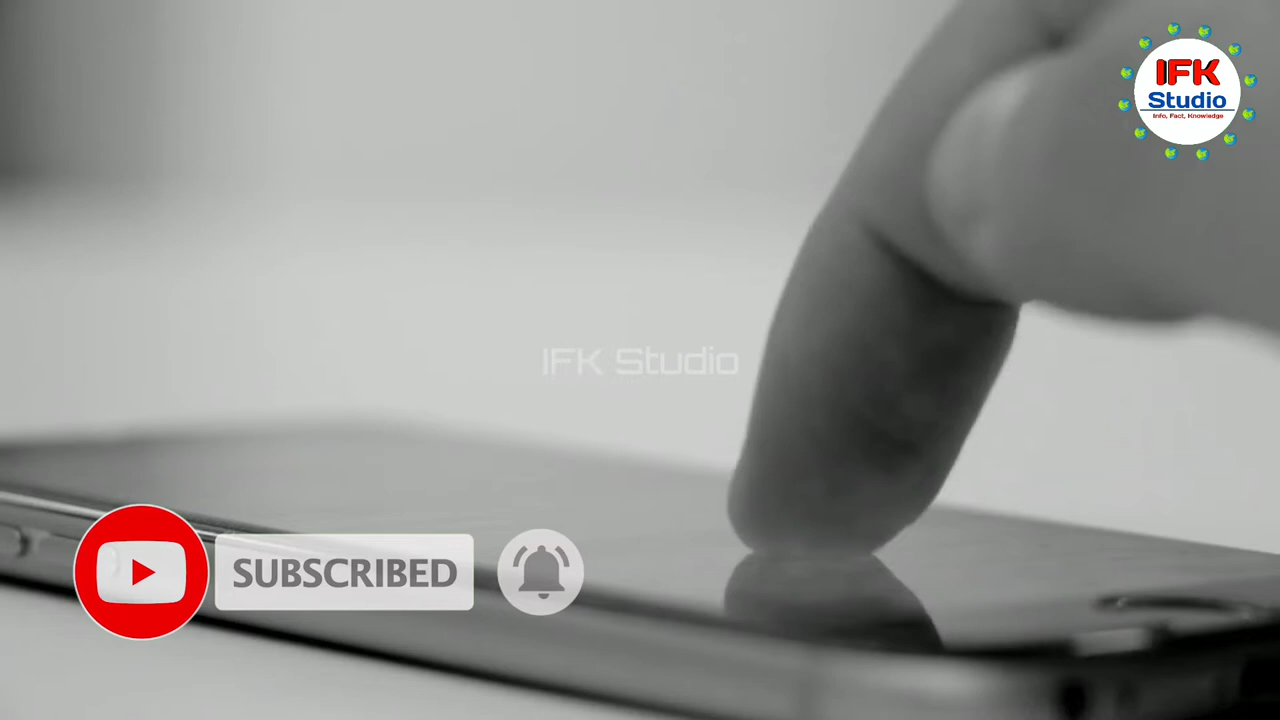 IFK
Studio
Info, Fact, Knowledge
IFK Studio
SUBSCRIBED